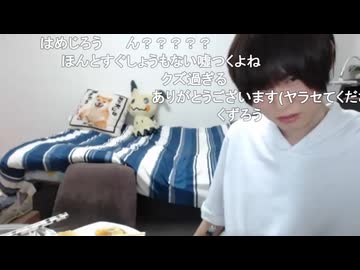 はめじろう　　ん？？？？？
ほんとすぐしょうもない嘘つくよね
クズ過ぎる
ありがとうございます(ヤラセてくだ
くずろう